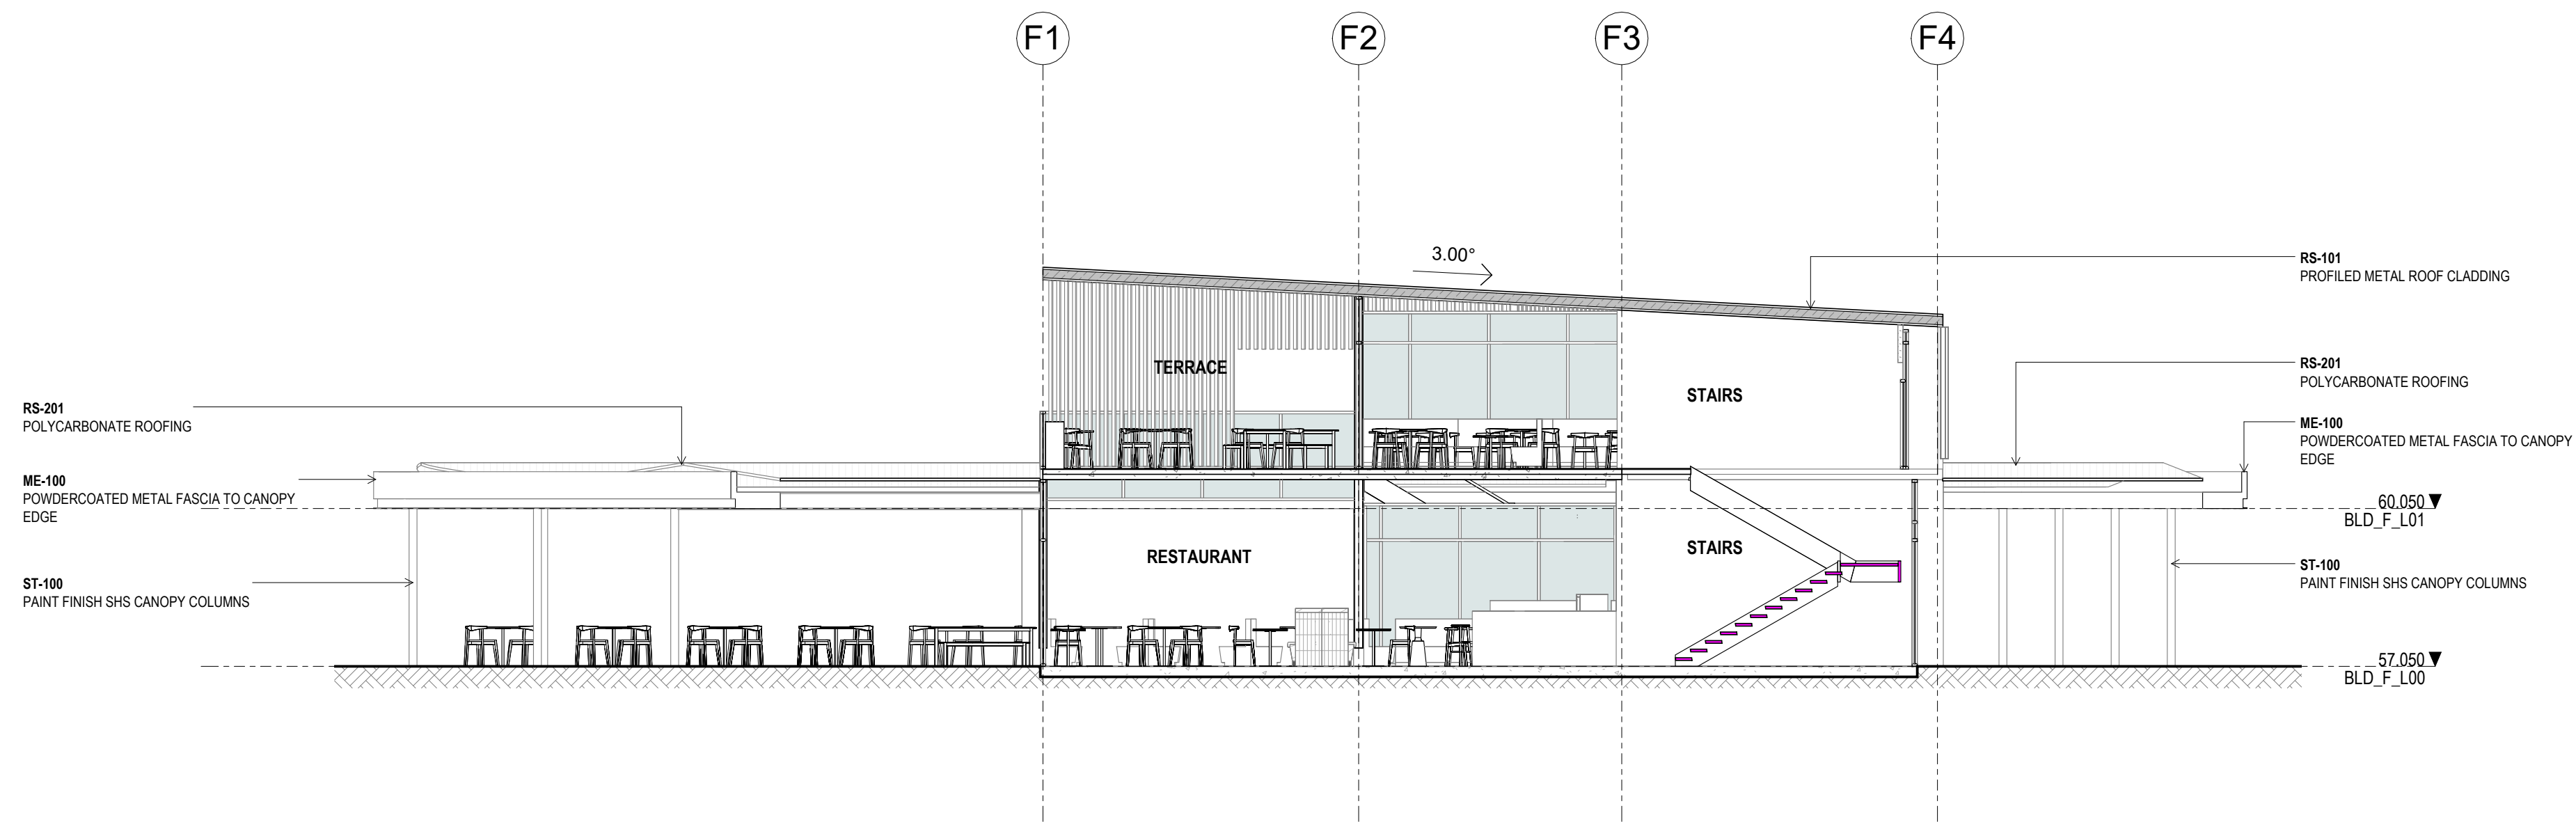 F1
F2
F3
F4
3.00°
RS-101
PROFILED METAL ROOF CLADDING
TERRACE
STAIRS
RS-201
POLYCARBONATE ROOFING
RS-201
POLYCARBONATE ROOFING
ME-100
POWDERCOATED METAL FASCIA TO CANOPY
EDGE
ME-100
POWDERCOATED METAL FASCIA TO CANOPY
EDGE
60.050
BLD_F_L01
RESTAURANT
STAIRS
ST-100
PAINT FINISH SHS CANOPY COLUMNS
ST-100
PAINT FINISH SHS CANOPY COLUMNS
57.050
BLD_F_L00